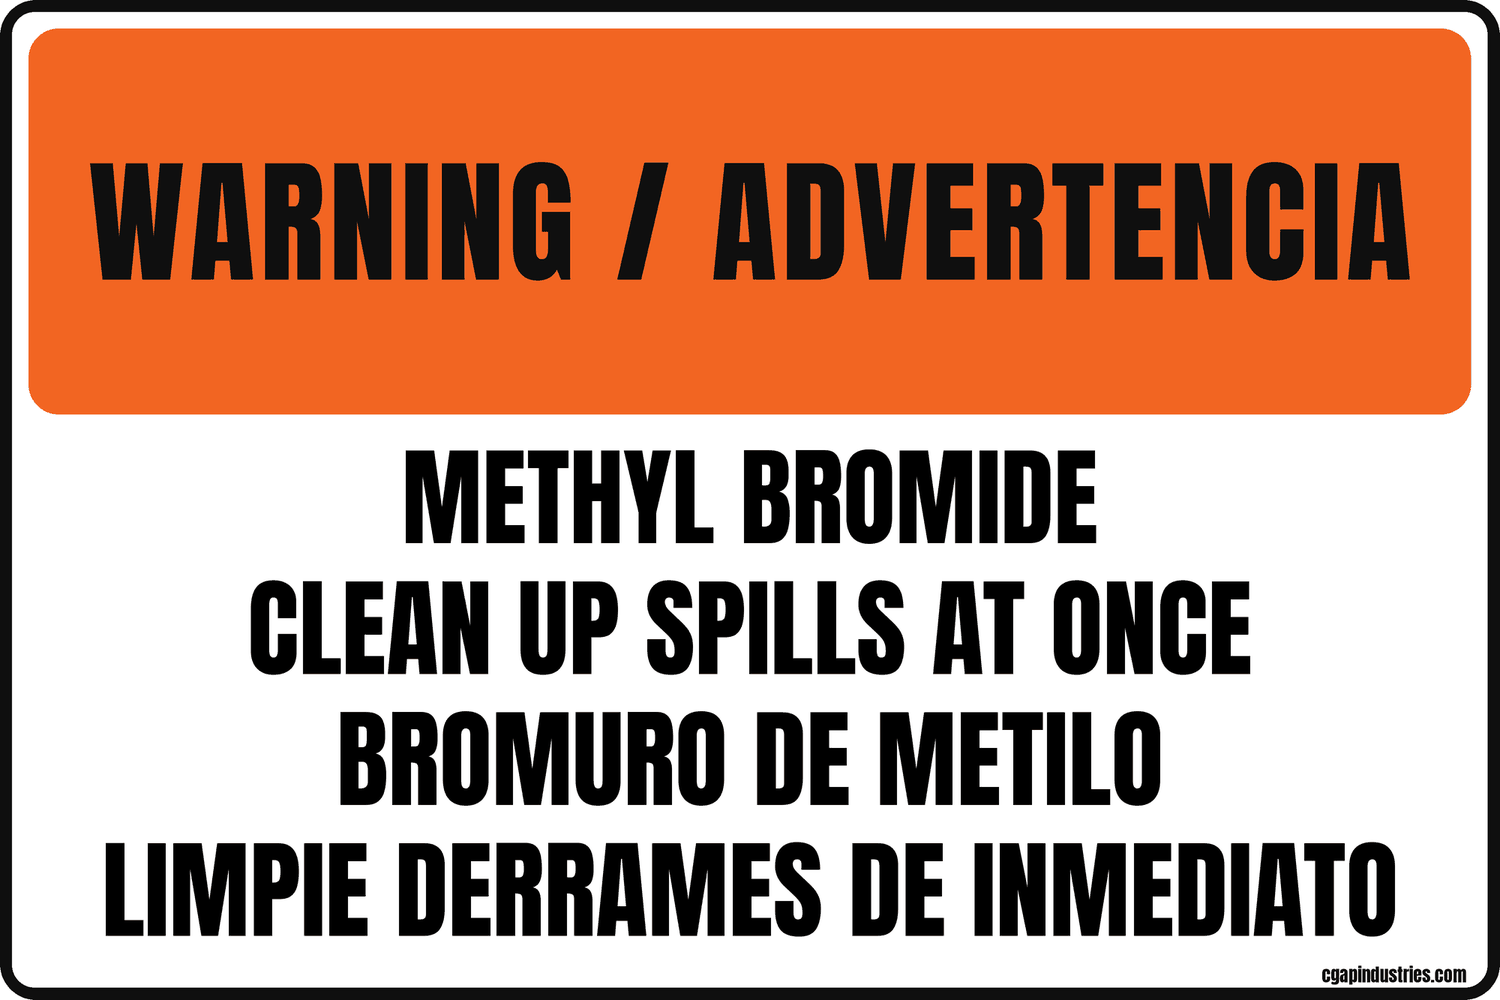 WARNING / ADVERTENCIA
METHYL BROMIDE
CLEAN UP SPILLS AT ONCE
BROMURO DE METILO
LIMPIE DERRAMES DE INMEDIATO
cgapindustries.com